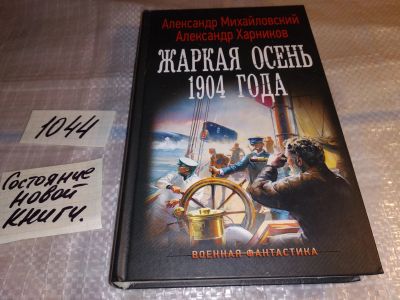 Александр Михайловский
Александр Харников
ЖАРКАЯ ОСЕНЬ
1904 ГОДА
ВОЕННАЯ ФАНТАСТИКА
1044
Состояние
новой
книги.